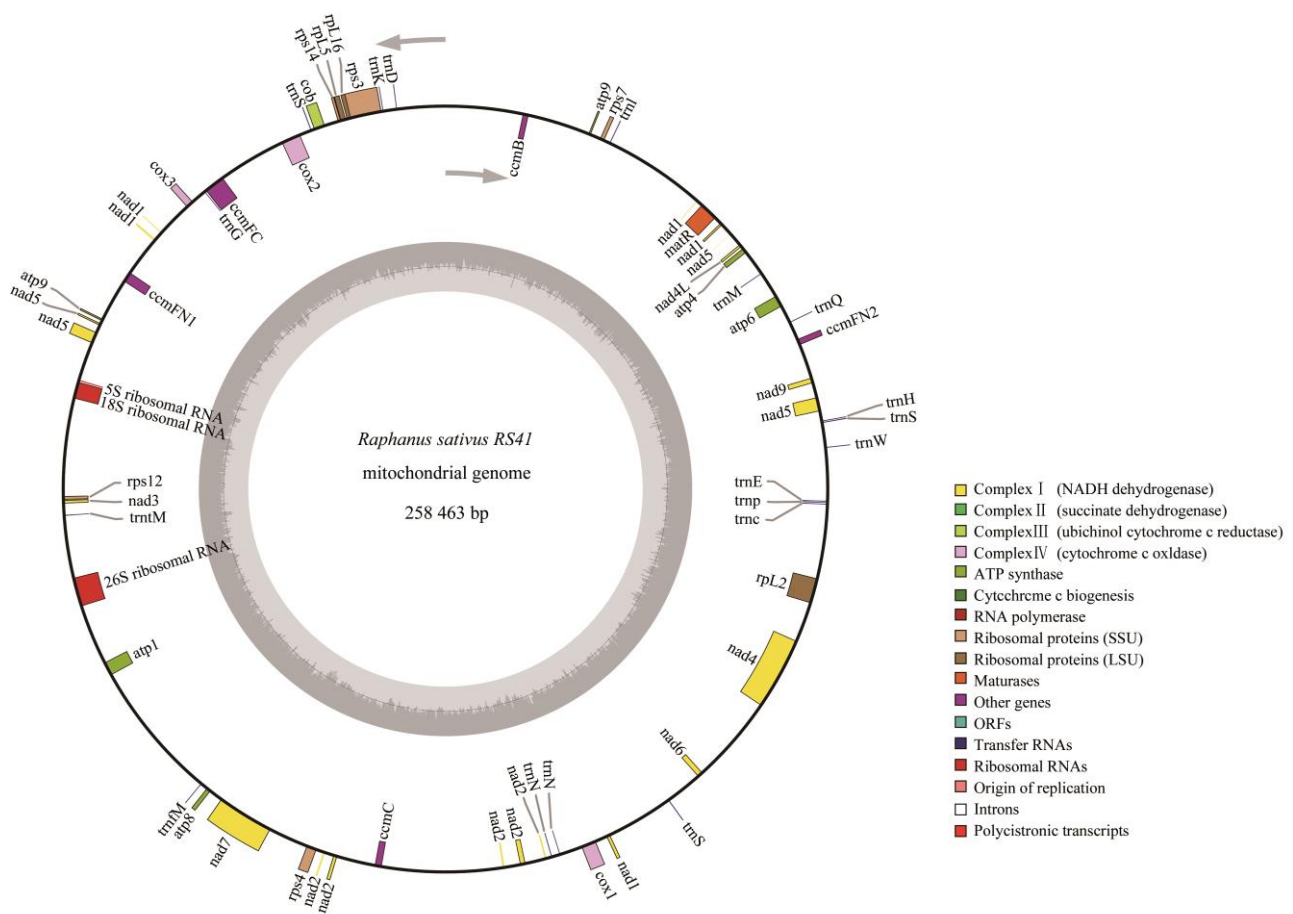 rpL16
rpL5
rps14
rps3
trnK
trnD
cob
trnS
cox2
cox3
ccmFC
trnG
nad1
nad1
ccmFN1
atp9
nad5
nad5
5S ribosomal RNA
18S ribosomal RNA
rps12
nad3
trntM
26S ribosomal RNA
atp1
trnfM
atp8
nad7
rps4
nad2
nad2
ccmC
nad2
nad2
nad2
trnN
trnN
cox1
nad1
trnS
nad6
nad4
rpL2
trnE
trnp
trnc
trnW
trnS
trnH
nad5
nad9
ccmFN2
trnQ
atp6
trnM
atp4
nad4L
nad5
nad1
matR
nad1
trnI
rps7
atp9
ccmB
Raphanus sativus RS41
mitochondrial genome
258 463 bp
Complex Ⅰ (NADH dehydrogenase)
Complex Ⅱ (succinate dehydrogenase)
ComplexⅢ (ubichinol cytochrome c reductase)
ComplexⅣ (cytochrome c oxldase)
ATP synthase
Cytcchrcme c biogenesis
RNA polymerase
Ribosomal proteins (SSU)
Ribosomal proteins (LSU)
Maturases
Other genes
ORFs
Transfer RNAs
Ribosomal RNAs
Origin of replication
Introns
Polycistronic transcripts